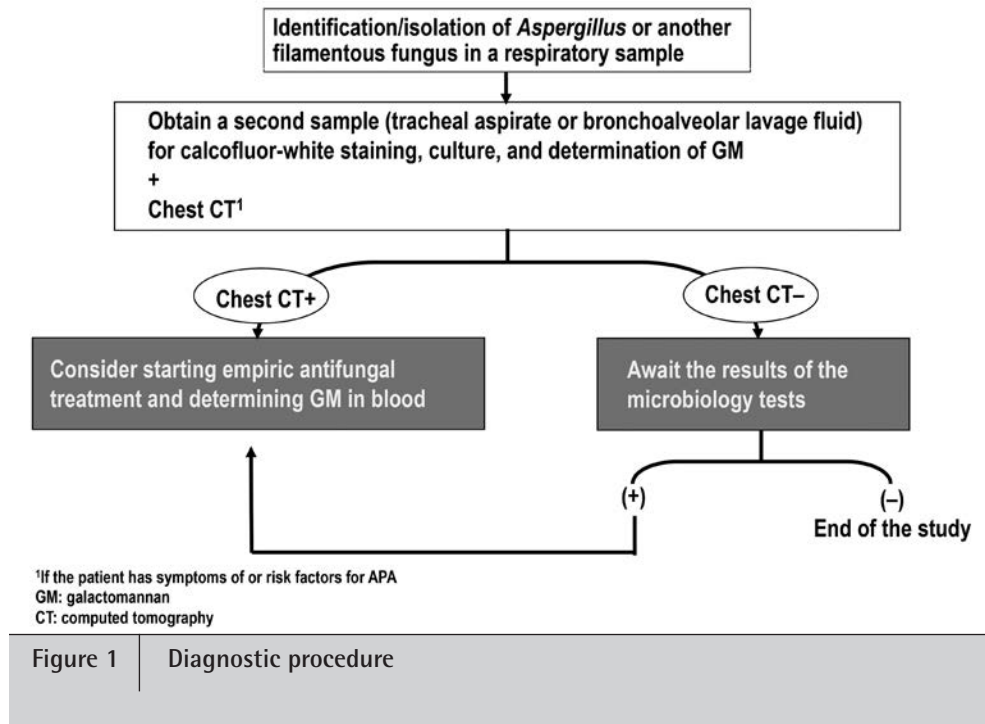 Identification/isolation of Aspergillus or another
filamentous fungus in a respiratory sample
Obtain a second sample (tracheal aspirate or bronchoalveolar lavage fluid)
for calcofluor-white staining, culture, and determination of GM
+
Chest CT¹
Chest CT+
Chest CT–
Consider starting empiric antifungal
treatment and determining GM in blood
Await the results of the
microbiology tests
(+)
(–)
End of the study
¹If the patient has symptoms of or risk factors for APA
GM: galactomannan
CT: computed tomography
Figure 1
Diagnostic procedure